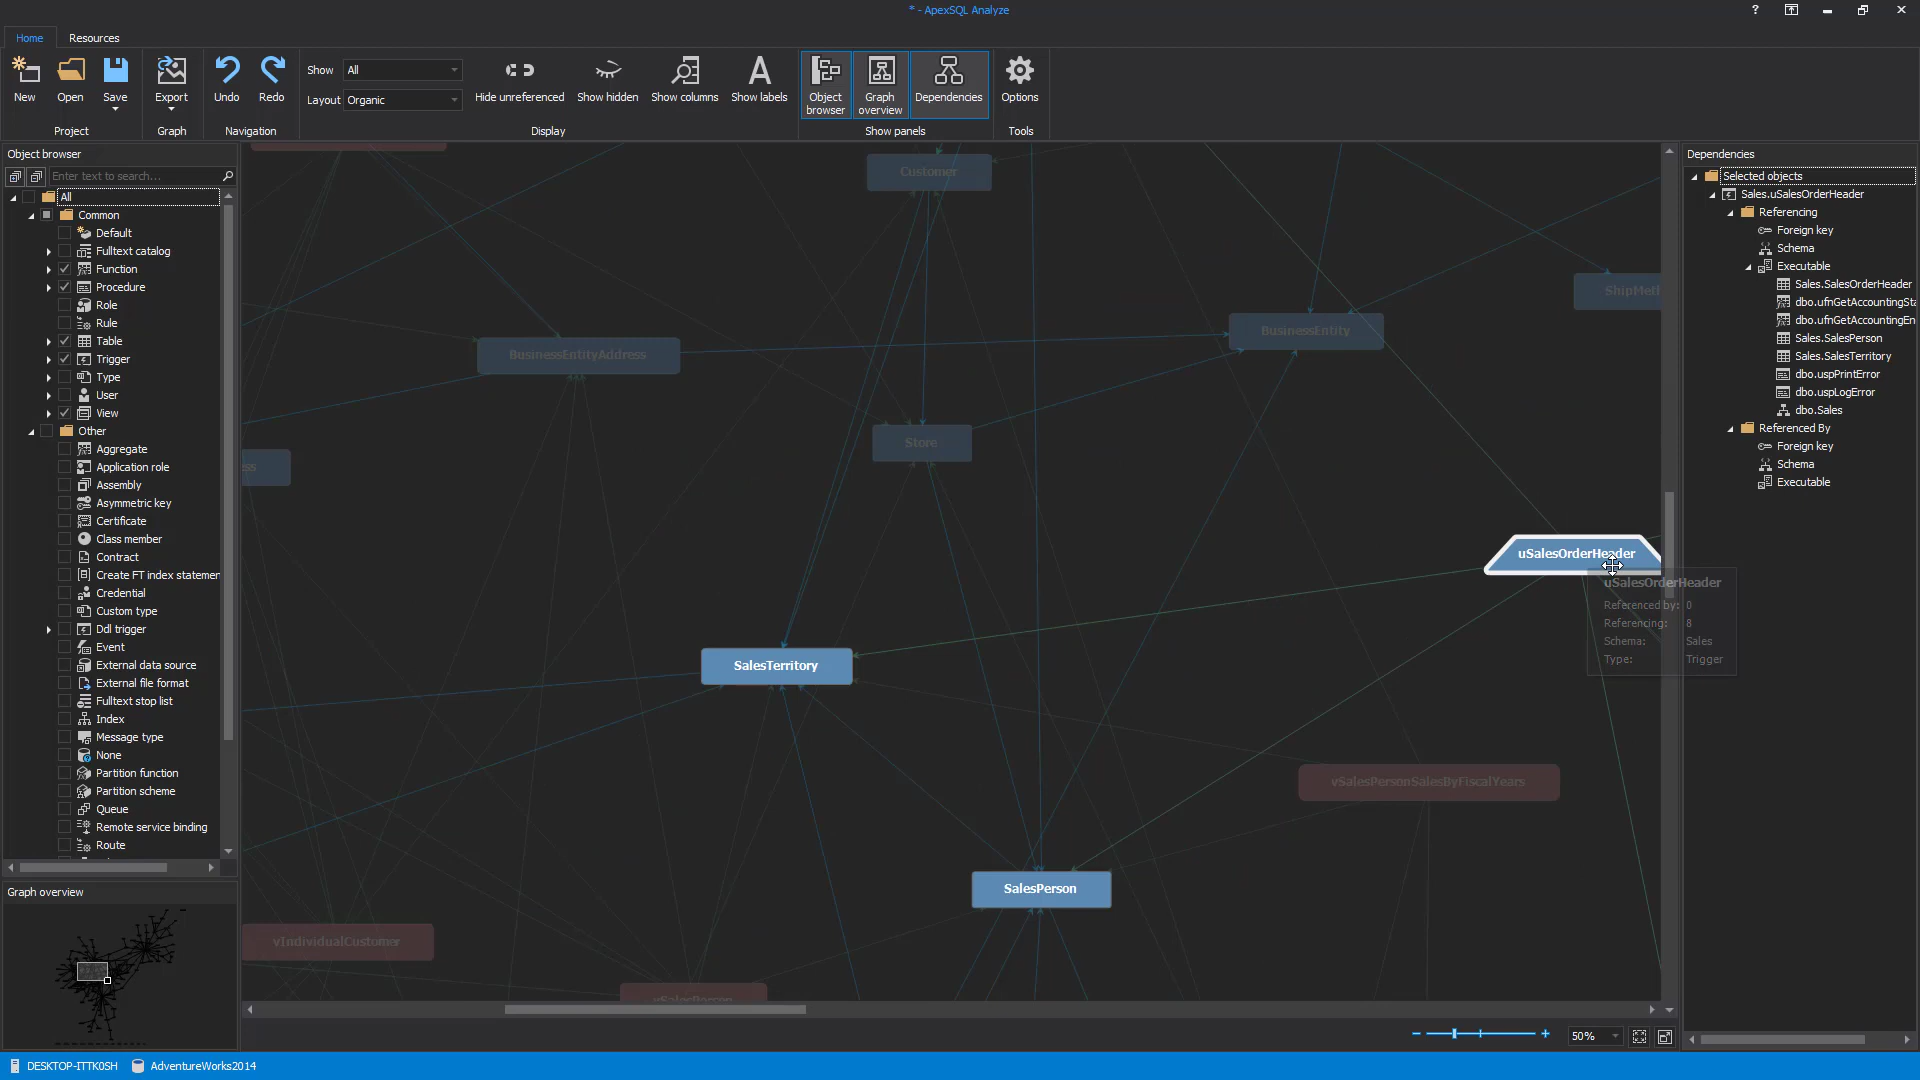 * - ApexSQL Analyze
?
Home
Resources
New
Open
Save
Project
Export
Graph
Undo
Redo
Navigation
Show
All
Layout
Organic
Hide unreferenced
Show hidden
Show columns
Show labels
Display
Object browser
Graph overview
Dependencies
Show panels
Options
Tools
Object browser
Enter text to search...
All
Common
Default
Fulltext catalog
Function
Procedure
Role
Rule
Table
Trigger
Type
User
View
Other
Aggregate
Application role
Assembly
Asymmetric key
Certificate
Class member
Contract
Create FT index statemen
Credential
Custom type
Ddl trigger
Event
External data source
External file format
Fulltext stop list
Index
Message type
None
Partition function
Partition scheme
Queue
Remote service binding
Route
Graph overview
Customer
ShipMeth
BusinessEntity
BusinessEntityAddress
Store
ss
uSalesOrderHeader
uSalesOrderHeader
Referenced by: 0
Referencing: 8
Schema: Sales
Type: Trigger
SalesTerritory
vSalesPersonSalesByFiscalYears
SalesPerson
vIndividualCustomer
vSalesPerson
50%
Dependencies
Selected objects
Sales.uSalesOrderHeader
Referencing
Foreign key
Schema
Executable
Sales.SalesOrderHeader
dbo.ufnGetAccountingSta
dbo.ufnGetAccountingEn
Sales.SalesPerson
Sales.SalesTerritory
dbo.uspPrintError
dbo.uspLogError
dbo.Sales
Referenced By
Foreign key
Schema
Executable
DESKTOP-ITTK0SH
AdventureWorks2014